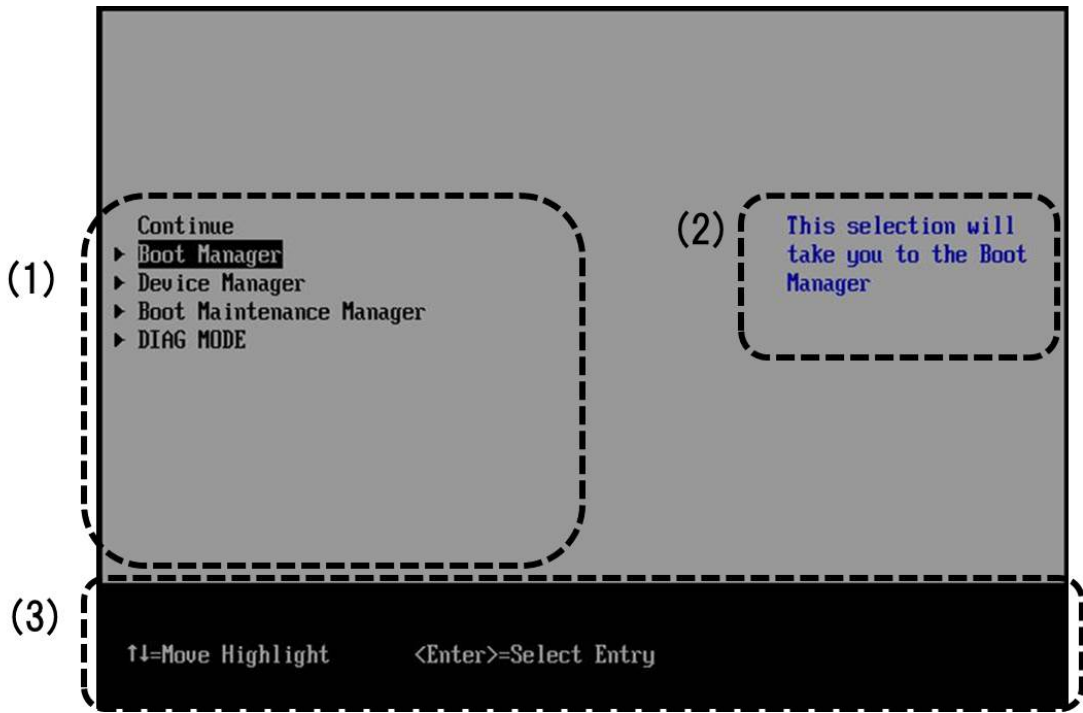 Continue
(2)
This selection will
▶ Boot Manager
take you to the Boot
(1)
▶ Device Manager
Manager
▶ Boot Maintenance Manager
▶ DIAG MODE
(3)
↑↓=Move Highlight <Enter>=Select Entry